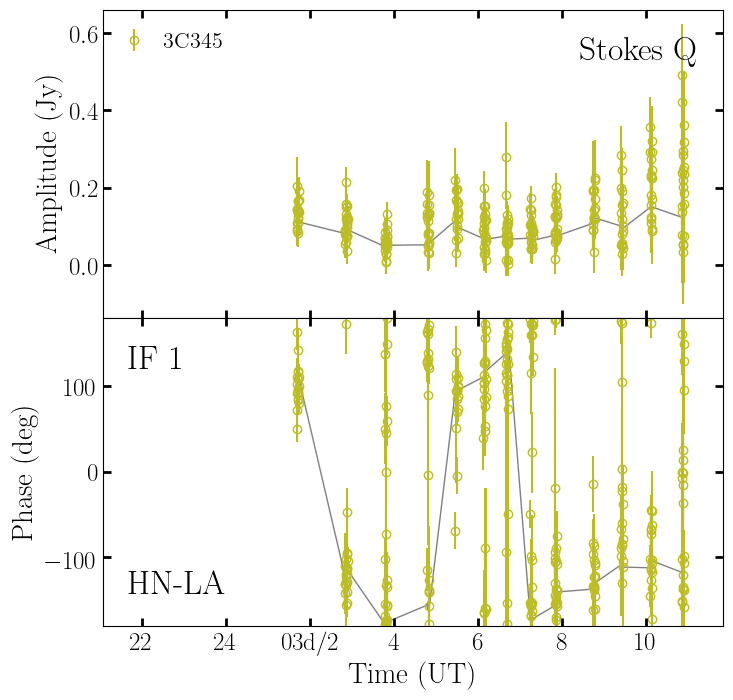 0.6
3C345
Stokes Q
0.4
0.2
0.0
Amplitude (Jy)
IF 1
100
0
−100
Phase (deg)
HN-LA
22 24 03d/2 4 6 8 10
Time (UT)